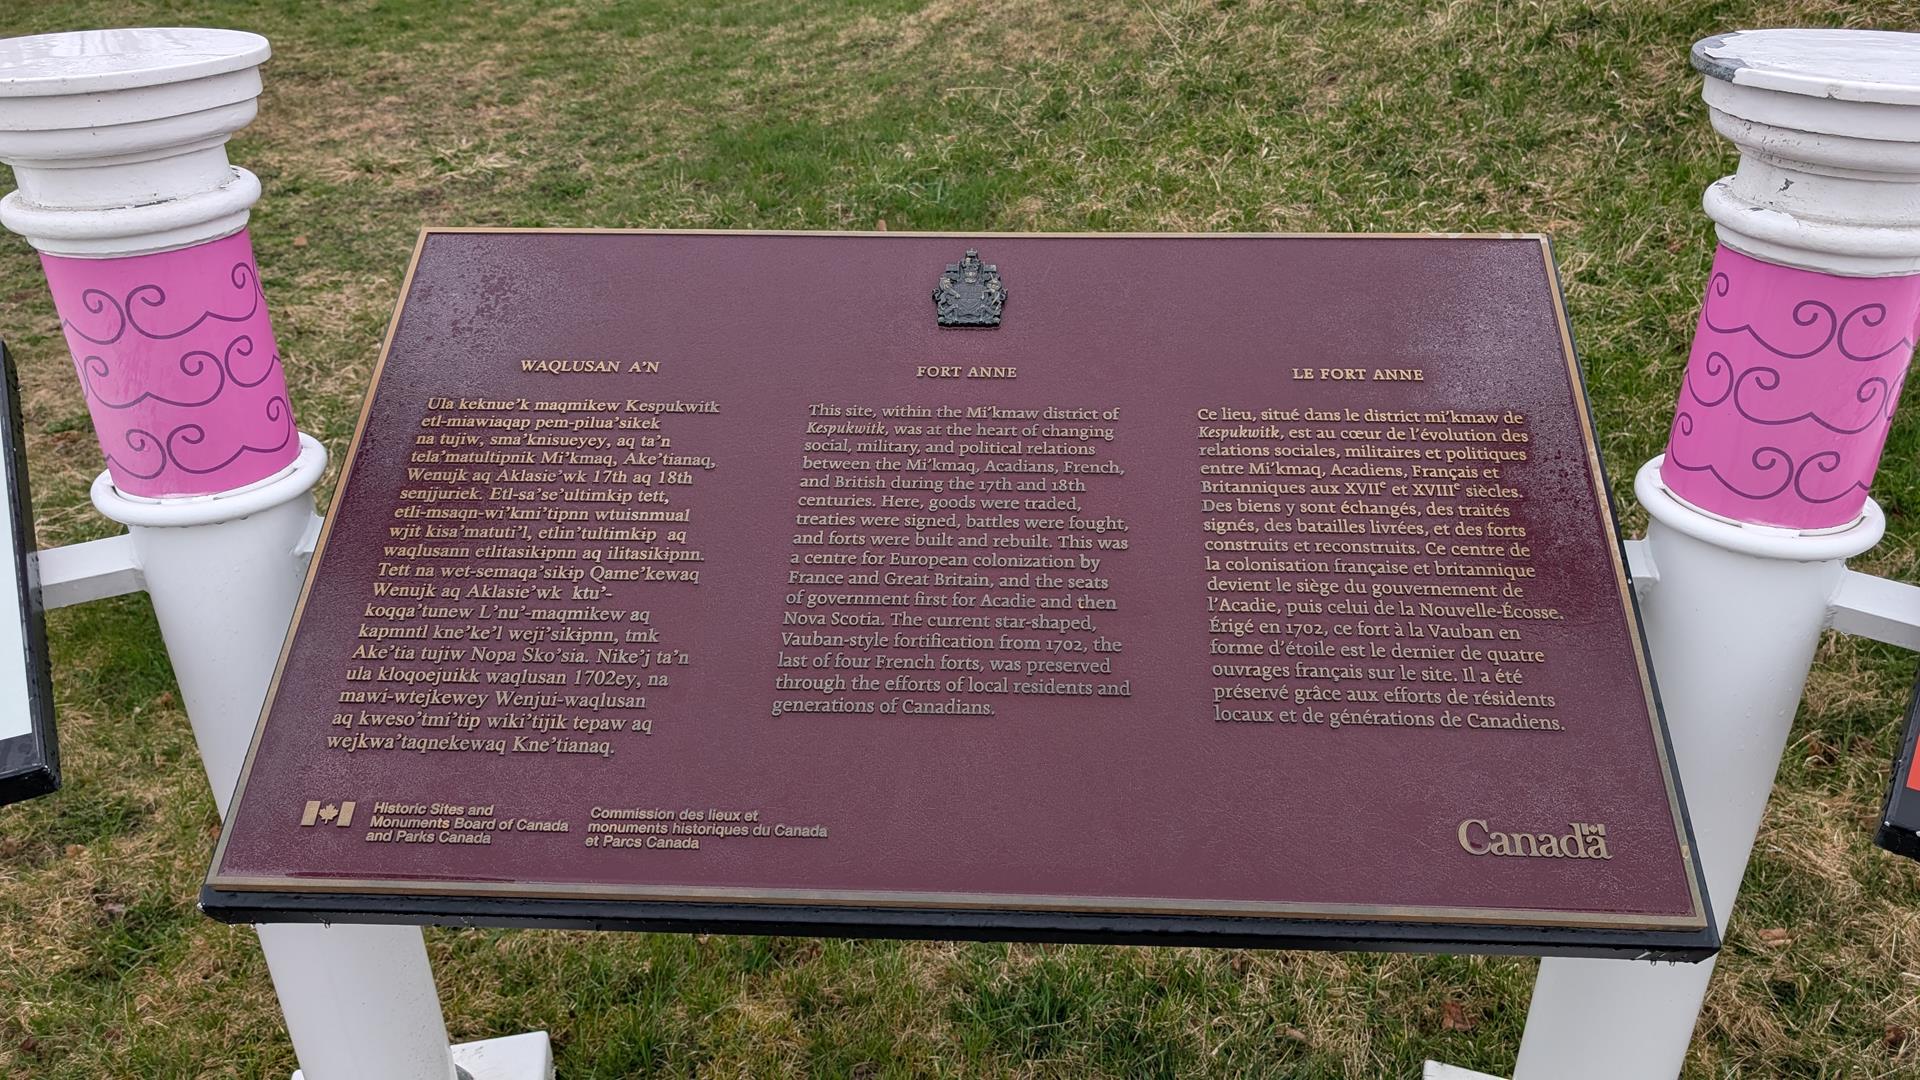 WAQLUSAN A'N
Ula keknue'k maqmikew Kespukwitk
etl-miawiaqap pem-pilua'sikek
na tujiw, sma'knisueyey, aq ta'n
tela'matultipnik Mi'kmaq, Ake'tianaq,
Wenujk aq Aklasie'wk 17th aq 18th
senjjuriek. Etl-sa'se'ultimkɨp tett,
etli-msaqn-wi'kmi'tipnn wtuisnmual
wjit kisa'matuti'l, etlin'tultimkɨp aq
waqlusann etlitasikɨpnn aq ilitasikɨpnn.
Tett na wet-semaqa'sikɨp Qame'kewaq
Wenujk aq Aklasie'wk ktu'-
koqqa'tunew L'nu'-maqmikew aq
kapmntl kne'ke'l weji'sikɨpnn, tmk
Ake'tia tujiw Nopa Sko'sia. Nike'j ta'n
ula kloqoejuikk waqlusan 1702ey, na
mawi-wtejkewey Wenjui-waqlusan
aq kweso'tmi'tip wiki'tijik tepaw aq
wejkwa'taqnekewaq Kne'tianaq.
FORT ANNE
This site, within the Mi'kmaw district of
Kespukwitk, was at the heart of changing
social, military, and political relations
between the Mi'kmaq, Acadians, French,
and British during the 17th and 18th
centuries. Here, goods were traded,
treaties were signed, battles were fought,
and forts were built and rebuilt. This was
a centre for European colonization by
France and Great Britain, and the seats
of government first for Acadie and then
Nova Scotia. The current star-shaped,
Vauban-style fortification from 1702, the
last of four French forts, was preserved
through the efforts of local residents and
generations of Canadians.
LE FORT ANNE
Ce lieu, situé dans le district mi'kmaw de
Kespukwitk, est au cœur de l'évolution des
relations sociales, militaires et politiques
entre Mi'kmaq, Acadiens, Français et
Britanniques aux XVIIe et XVIIIe siècles.
Des biens y sont échangés, des traités
signés, des batailles livrées, et des forts
construits et reconstruits. Ce centre de
la colonisation française et britannique
devient le siège du gouvernement de
l'Acadie, puis celui de la Nouvelle-Écosse.
Érigé en 1702, ce fort à la Vauban en
forme d'étoile est le dernier de quatre
ouvrages français sur le site. Il a été
préservé grâce aux efforts de résidents
locaux et de générations de Canadiens.
Historic Sites and
Monuments Board of Canada
and Parks Canada
Commission des lieux et
monuments historiques du Canada
et Parcs Canada
Canada